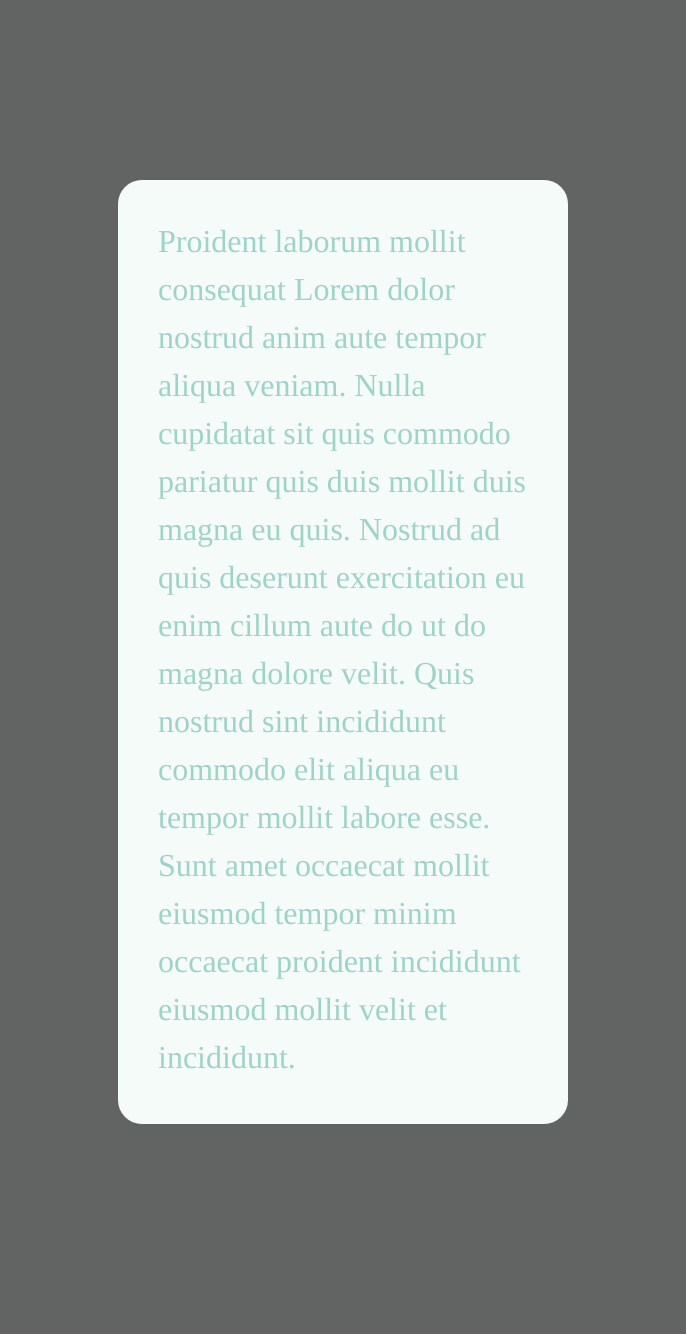 Proident laborum mollit
consequat Lorem dolor
nostrud anim aute tempor
aliqua veniam. Nulla
cupidatat sit quis commodo
pariatur quis duis mollit duis
magna eu quis. Nostrud ad
quis deserunt exercitation eu
enim cillum aute do ut do
magna dolore velit. Quis
nostrud sint incididunt
commodo elit aliqua eu
tempor mollit labore esse.
Sunt amet occaecat mollit
eiusmod tempor minim
occaecat proident incididunt
eiusmod mollit velit et
incididunt.